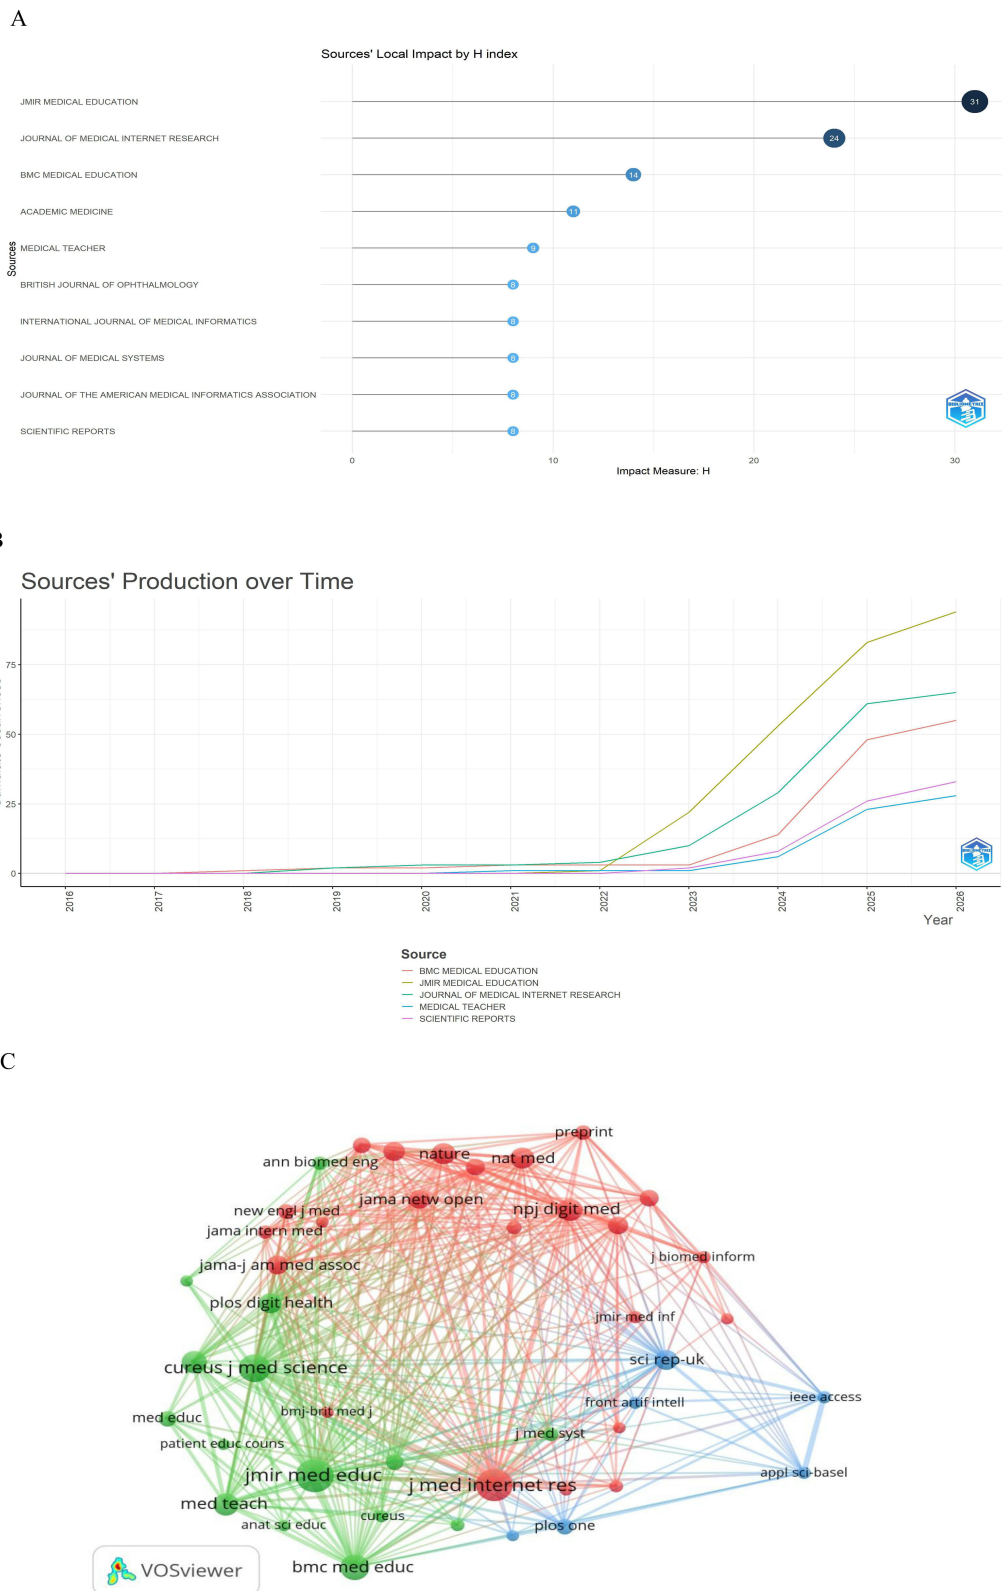 A
Sources' Local Impact by H index
JMIR MEDICAL EDUCATION
31
JOURNAL OF MEDICAL INTERNET RESEARCH
24
BMC MEDICAL EDUCATION
14
ACADEMIC MEDICINE
11
MEDICAL TEACHER
9
Sources
BRITISH JOURNAL OF OPHTHALMOLOGY
8
INTERNATIONAL JOURNAL OF MEDICAL INFORMATICS
8
JOURNAL OF MEDICAL SYSTEMS
8
JOURNAL OF THE AMERICAN MEDICAL INFORMATICS ASSOCIATION
8
SCIENTIFIC REPORTS
8
0 10 20 30
Impact Measure: H
B
Sources' Production over Time
75
50
25
0
2016 2017 2018 2019 2020 2021 2022 2023 2024 2025 2026
Year
Source
BMC MEDICAL EDUCATION
JMIR MEDICAL EDUCATION
JOURNAL OF MEDICAL INTERNET RESEARCH
MEDICAL TEACHER
SCIENTIFIC REPORTS
C
preprint
ann biomed eng
nature
nat med
jama netw open
new engl j med
npj digit med
jama intern med
j biomed inform
jama-j am med assoc
plos digit health
jmir med inf
cureus j med science
sci rep-uk
ieee access
front artif intell
bmj-brit med j
med educ
j med syst
patient educ couns
jmir med educ
j med internet res
appl sci-basel
med teach
cureus
anat sci educ
plos one
bmc med educ
VOSviewer